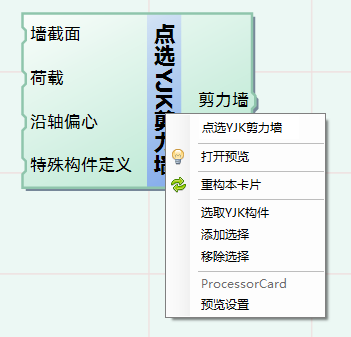 墙截面
荷载
沿轴偏心
特殊构件定义
点选YJK剪力墙
剪力墙
点选YJK剪力墙
打开预览
重构本卡片
选取YJK构件
添加选择
移除选择
ProcessorCard
预览设置